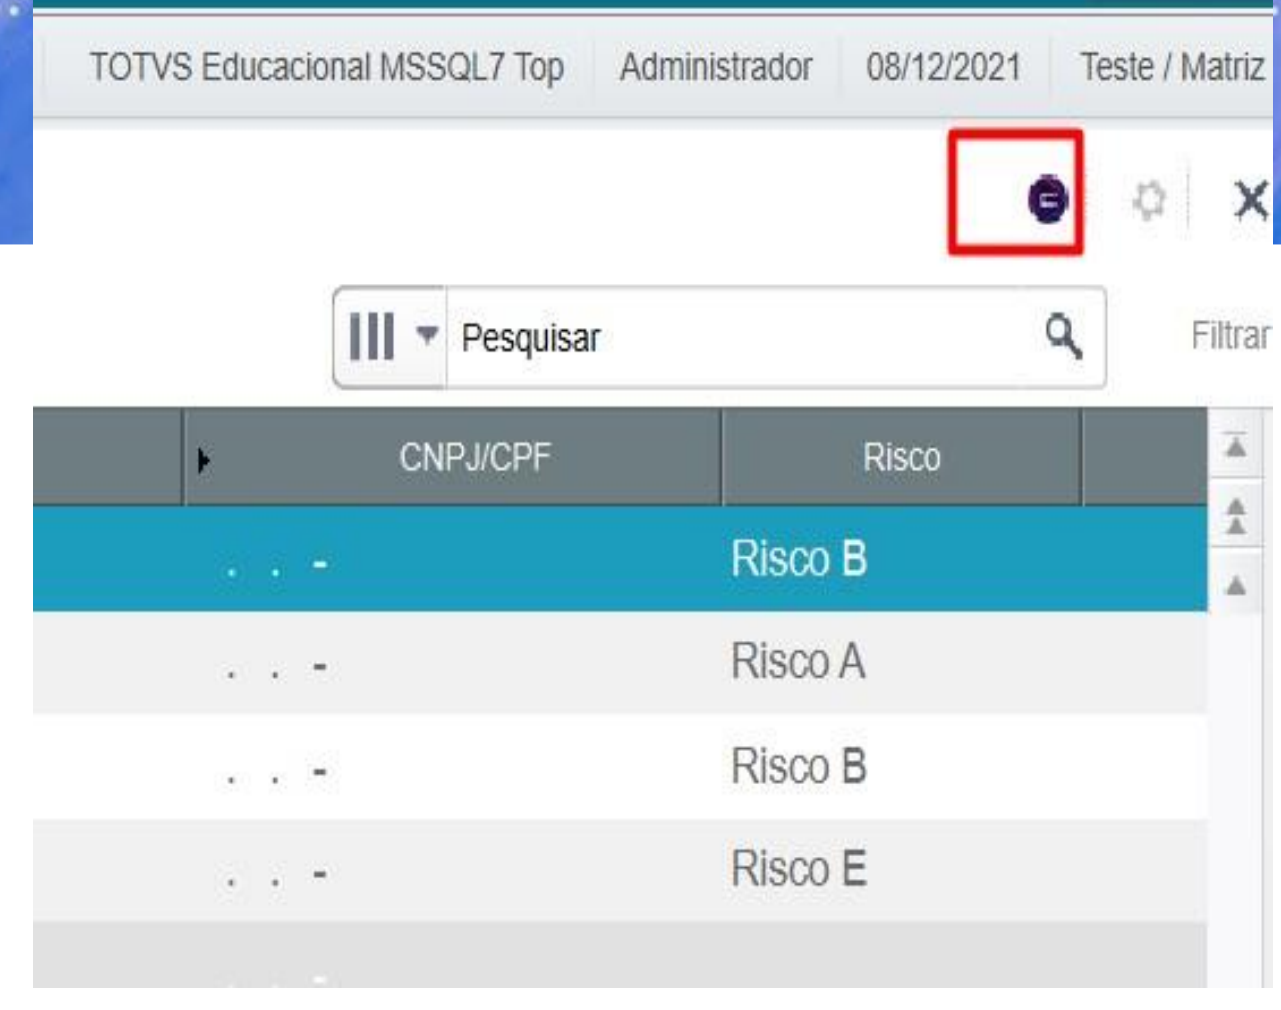 TOTVS Educacional MSSQL7 Top Administrador 08/12/2021 Teste / Matriz
Pesquisar Filtrar
CNPJ/CPF Risco
. . - Risco B
. . - Risco A
. . - Risco B
. . - Risco E
. . -